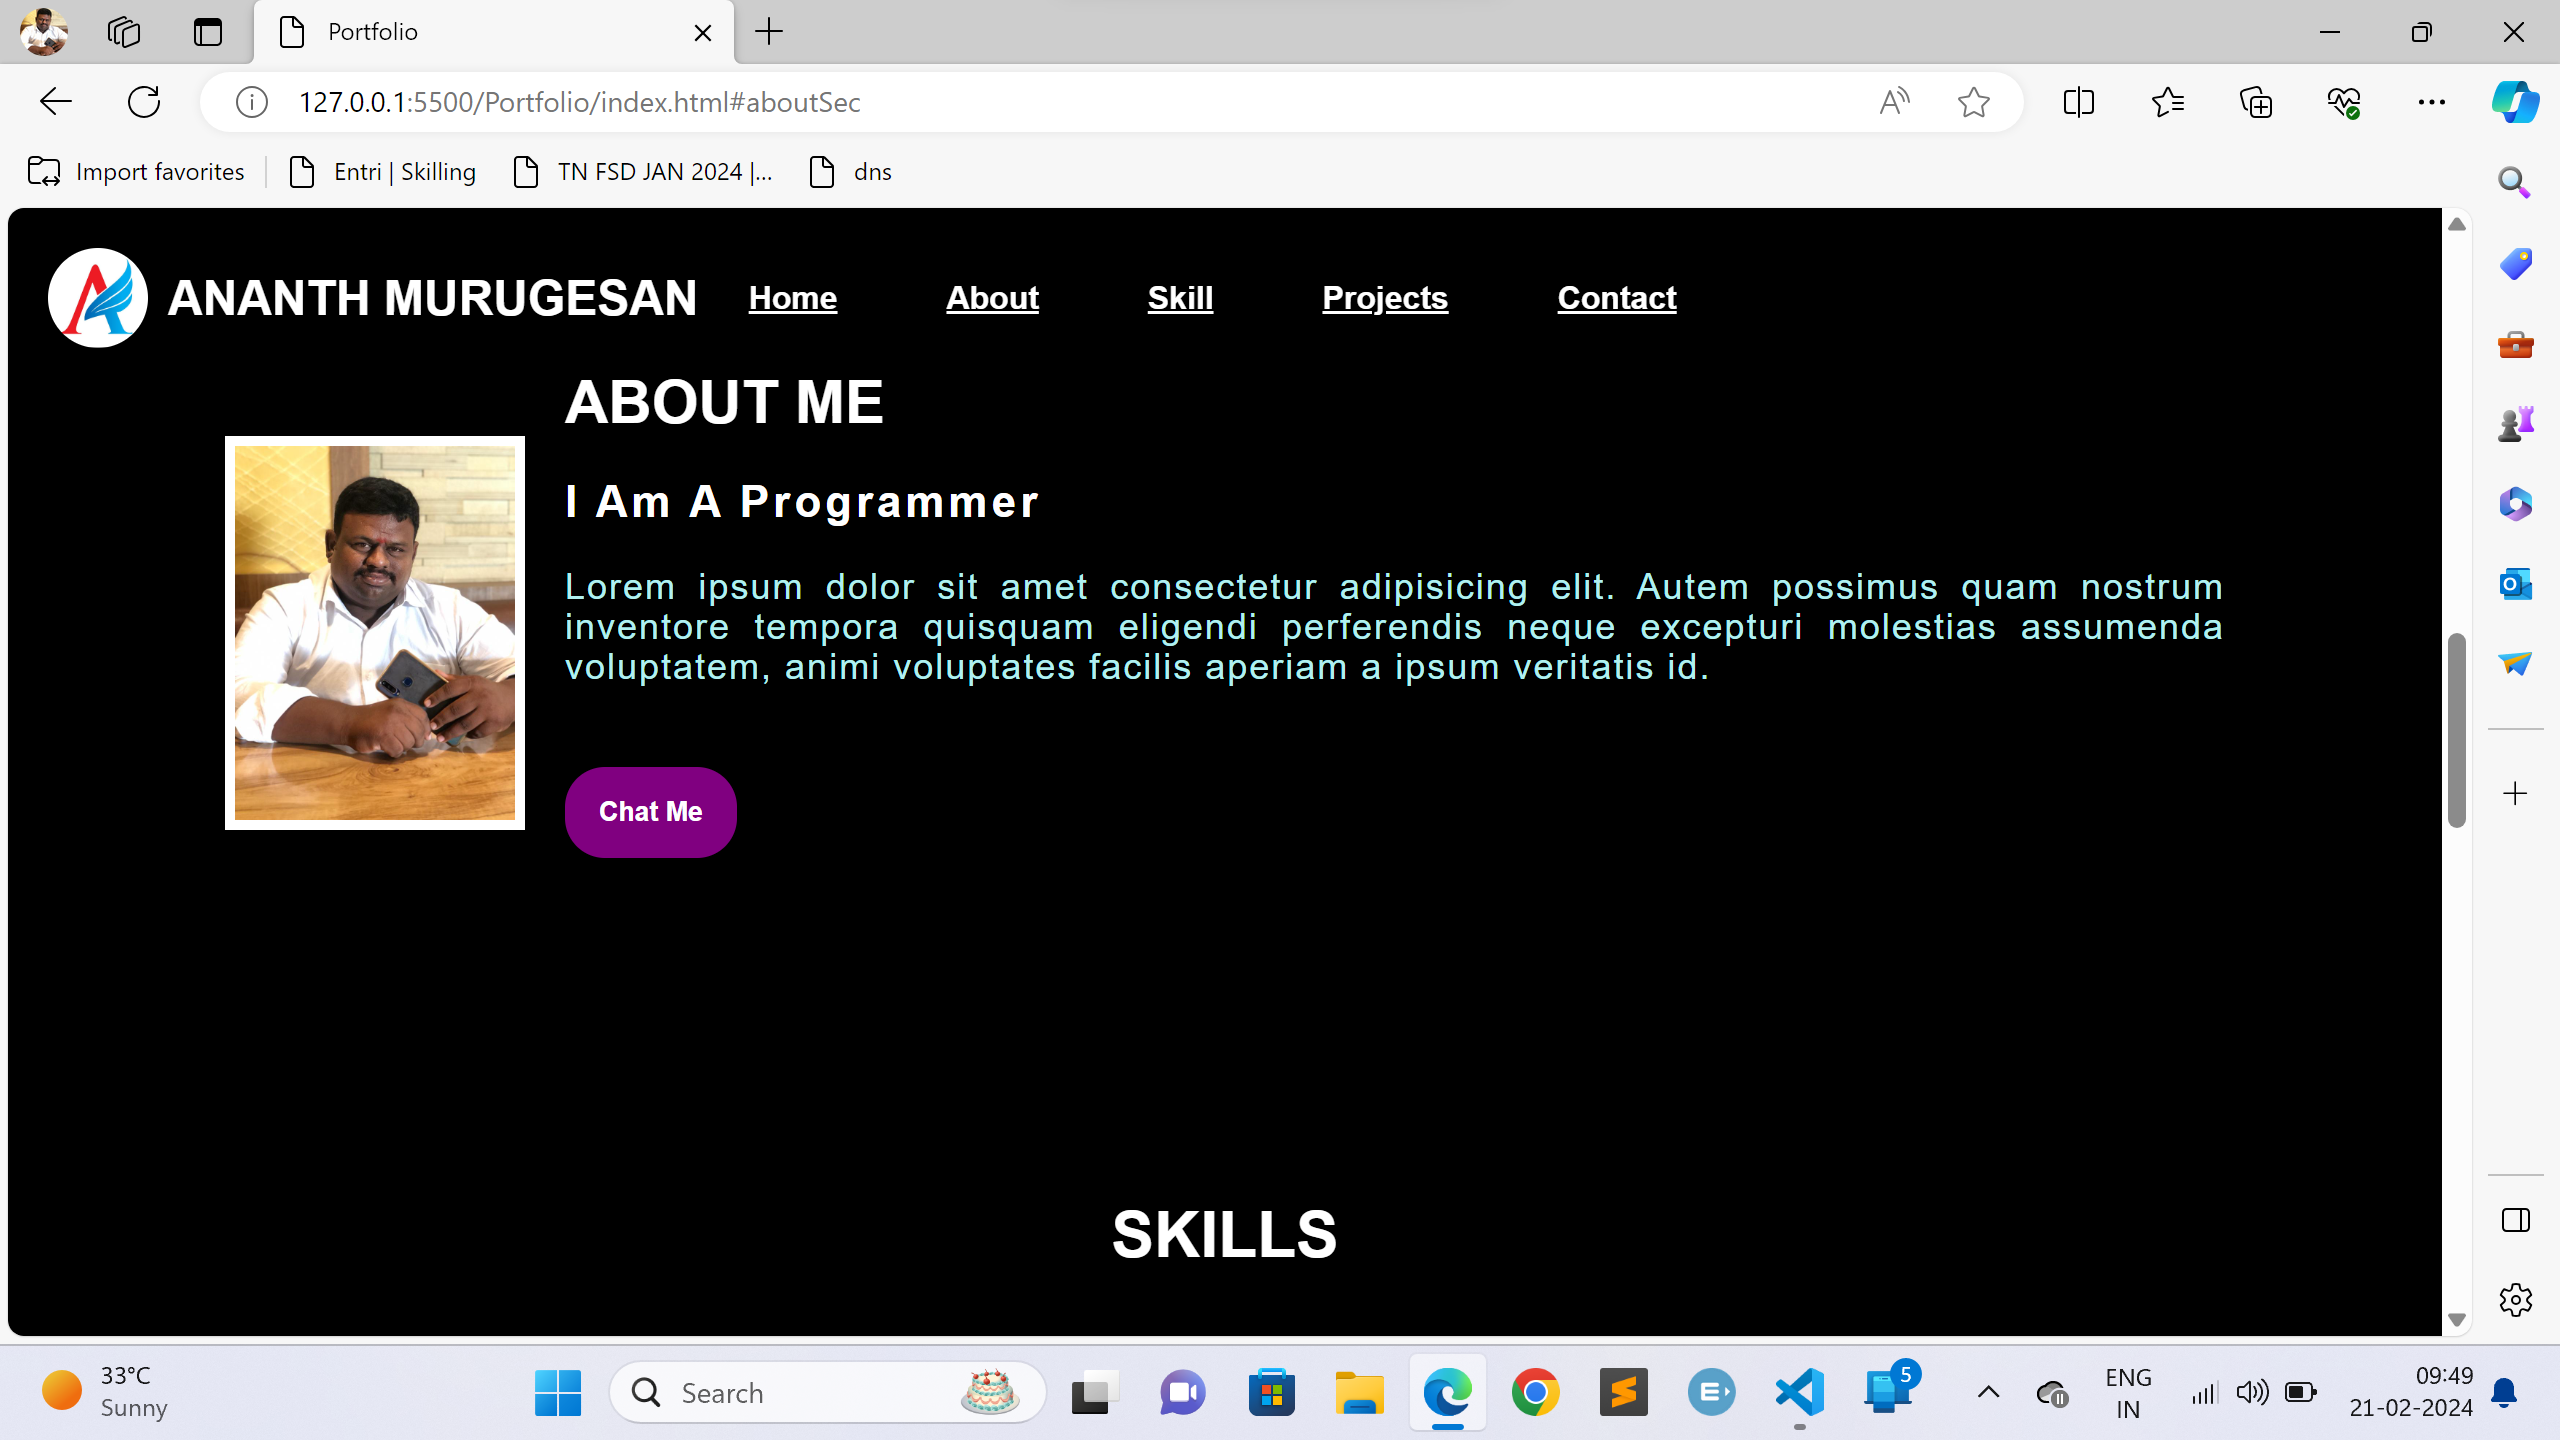 Portfolio
127.0.0.1:5500/Portfolio/index.html#aboutSec
Import favorites
Entri | Skilling
TN FSD JAN 2024 |...
dns
ANANTH MURUGESAN
Home
About
Skill
Projects
Contact
ABOUT ME
I Am A Programmer
Lorem ipsum dolor sit amet consectetur adipisicing elit. Autem possimus quam nostrum
inventore tempora quisquam eligendi perferendis neque excepturi molestias assumenda
voluptatem, animi voluptates facilis aperiam a ipsum veritatis id.
Chat Me
SKILLS
33°C
Sunny
Search
5
ENG
IN
09:49
21-02-2024